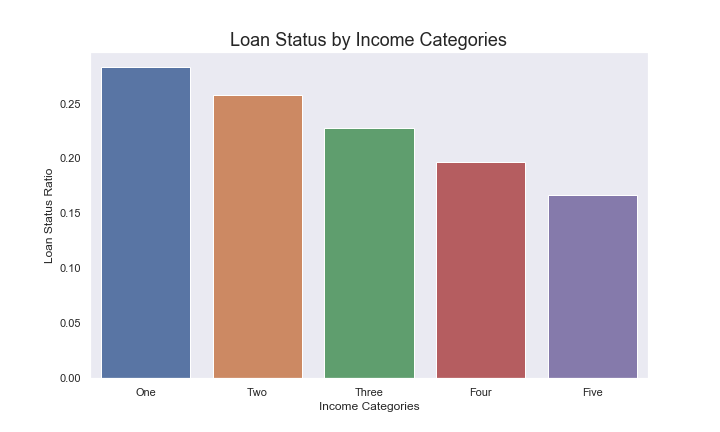 Loan Status by Income Categories
Loan Status Ratio
0.25
0.20
0.15
0.10
0.05
0.00
One Two Three Four Five
Income Categories